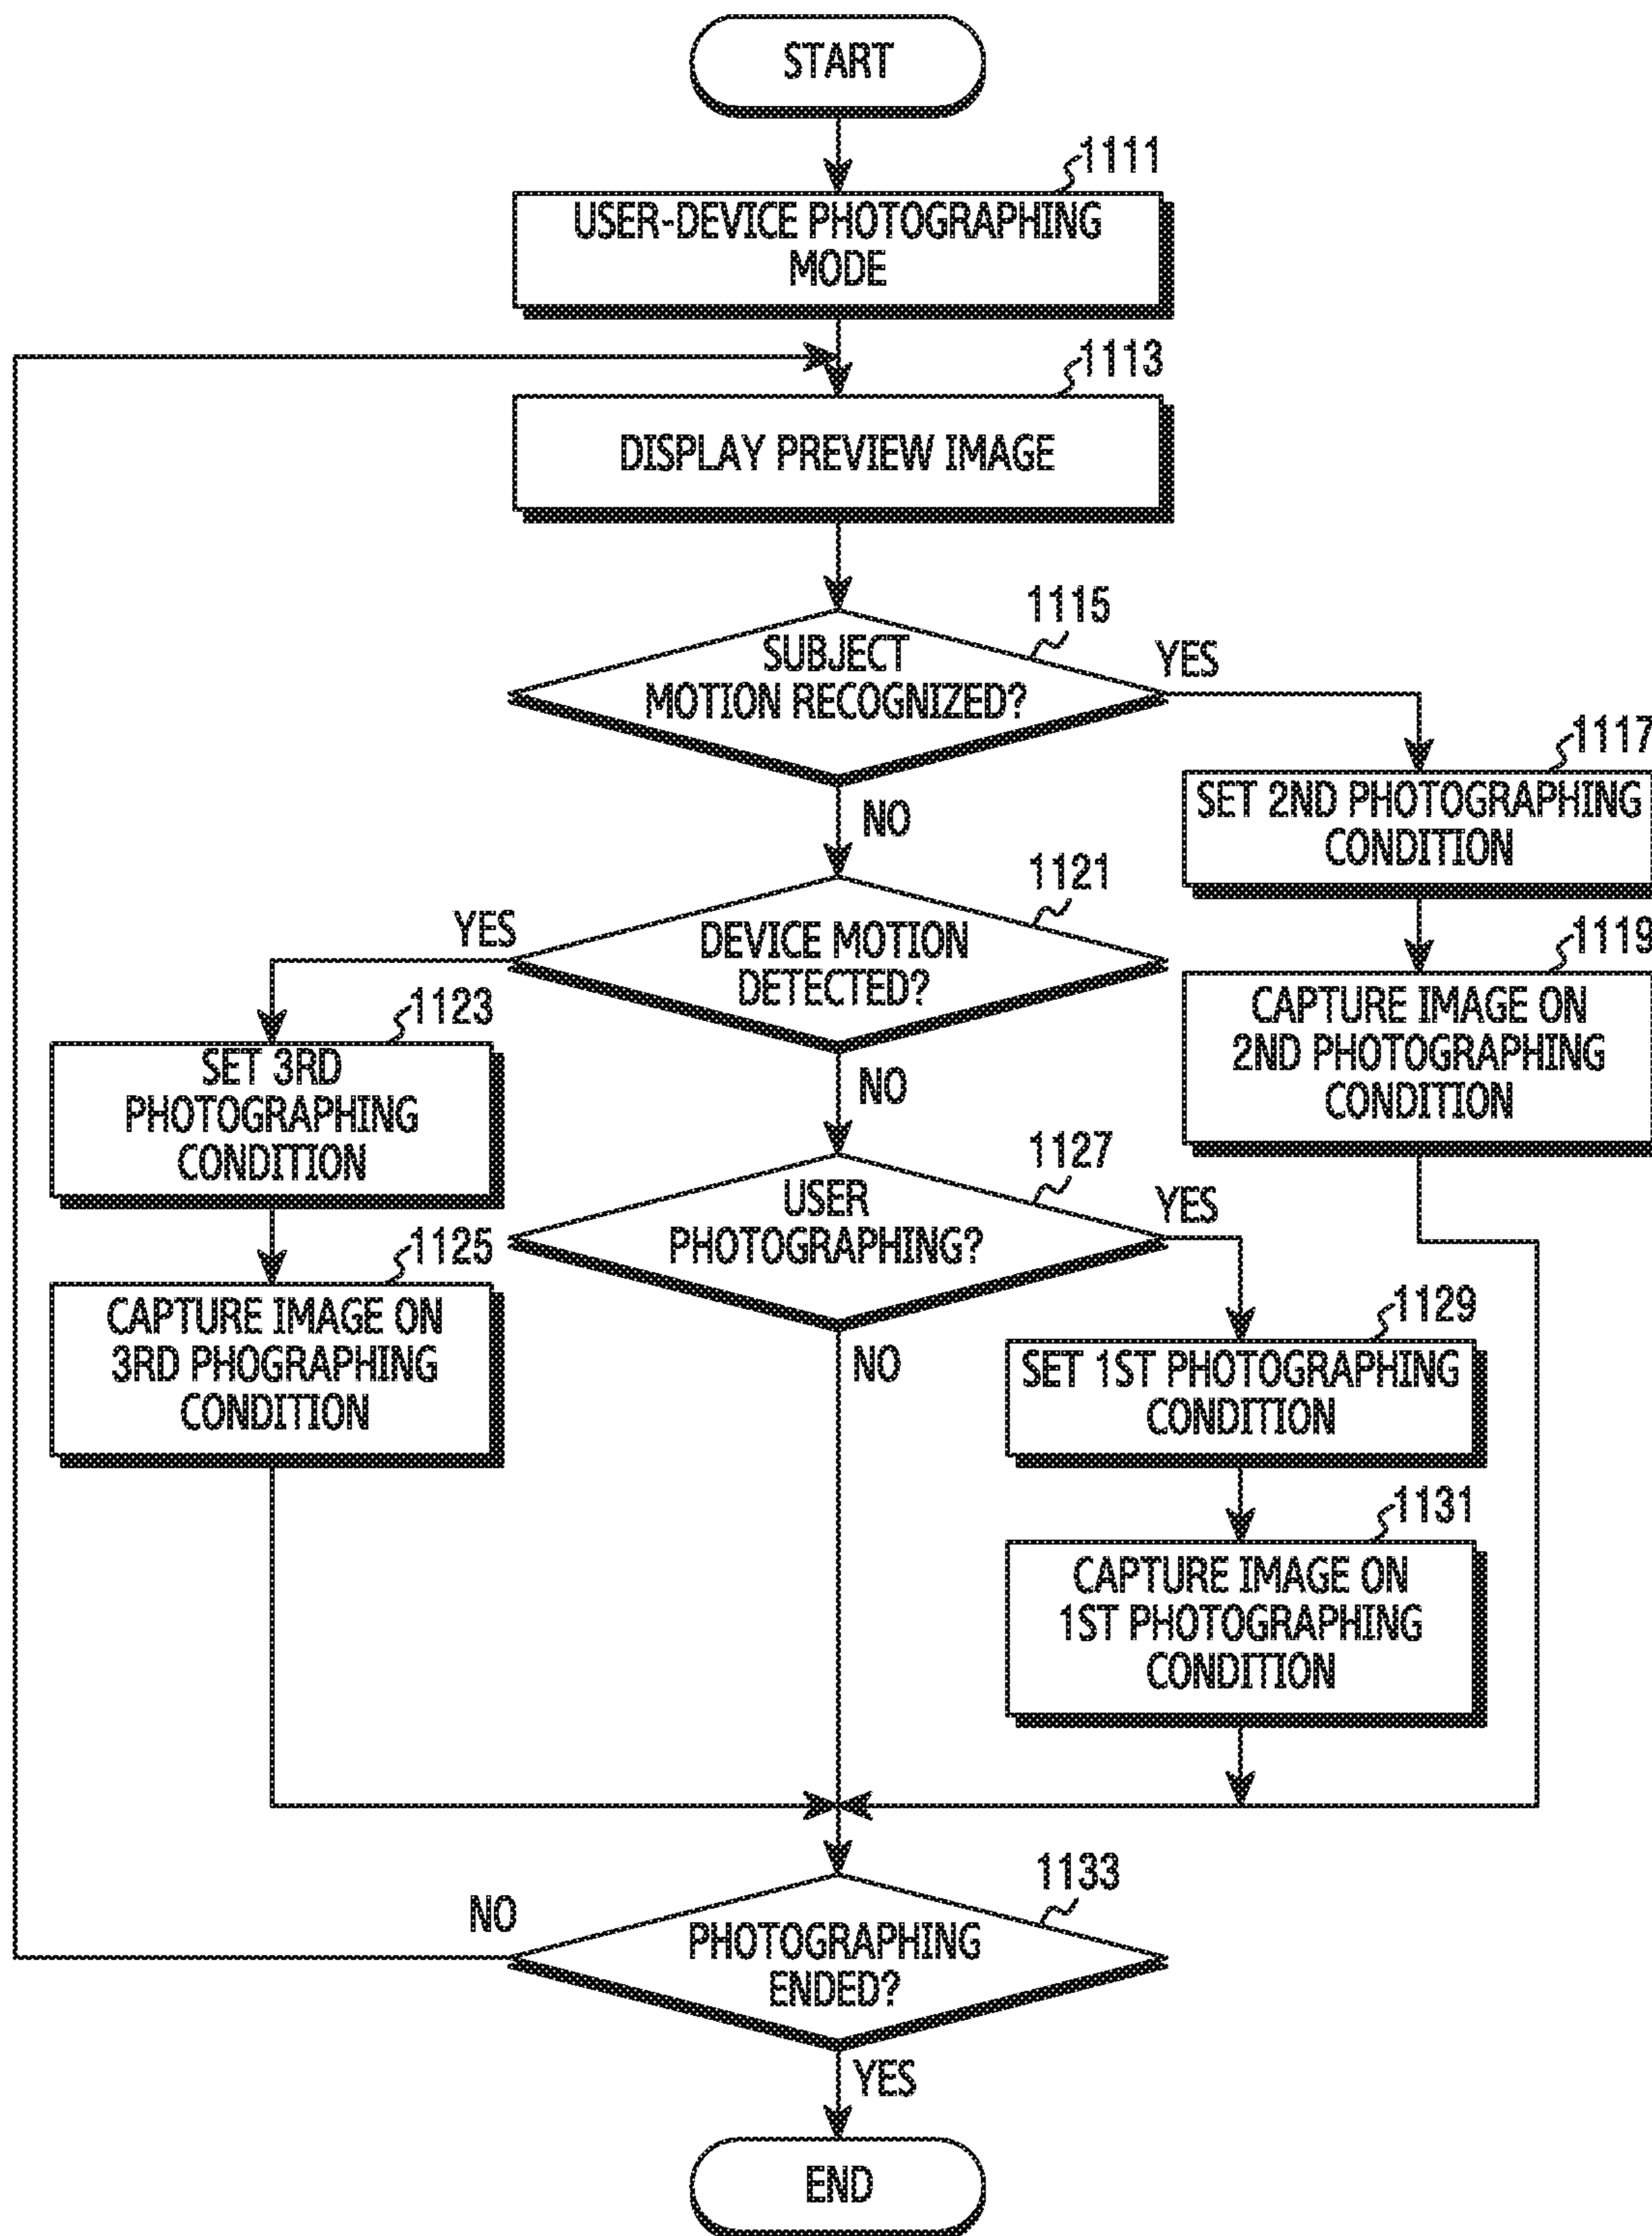 START
1111
USER-DEVICE PHOTOGRAPHING
MODE
1113
DISPLAY PREVIEW IMAGE
1115
SUBJECT
MOTION RECOGNIZED?
YES
NO
1117
SET 2ND PHOTOGRAPHING
CONDITION
1119
CAPTURE IMAGE ON
2ND PHOTOGRAPHING
CONDITION
1121
DEVICE MOTION
DETECTED?
YES
NO
1123
SET 3RD
PHOTOGRAPHING
CONDITION
1125
CAPTURE IMAGE ON
3RD PHOGRAPHING
CONDITION
1127
USER
PHOTOGRAPHING?
YES
NO
1129
SET 1ST PHOTOGRAPHING
CONDITION
1131
CAPTURE IMAGE ON
1ST PHOTOGRAPHING
CONDITION
1133
PHOTOGRAPHING
ENDED?
NO
YES
END